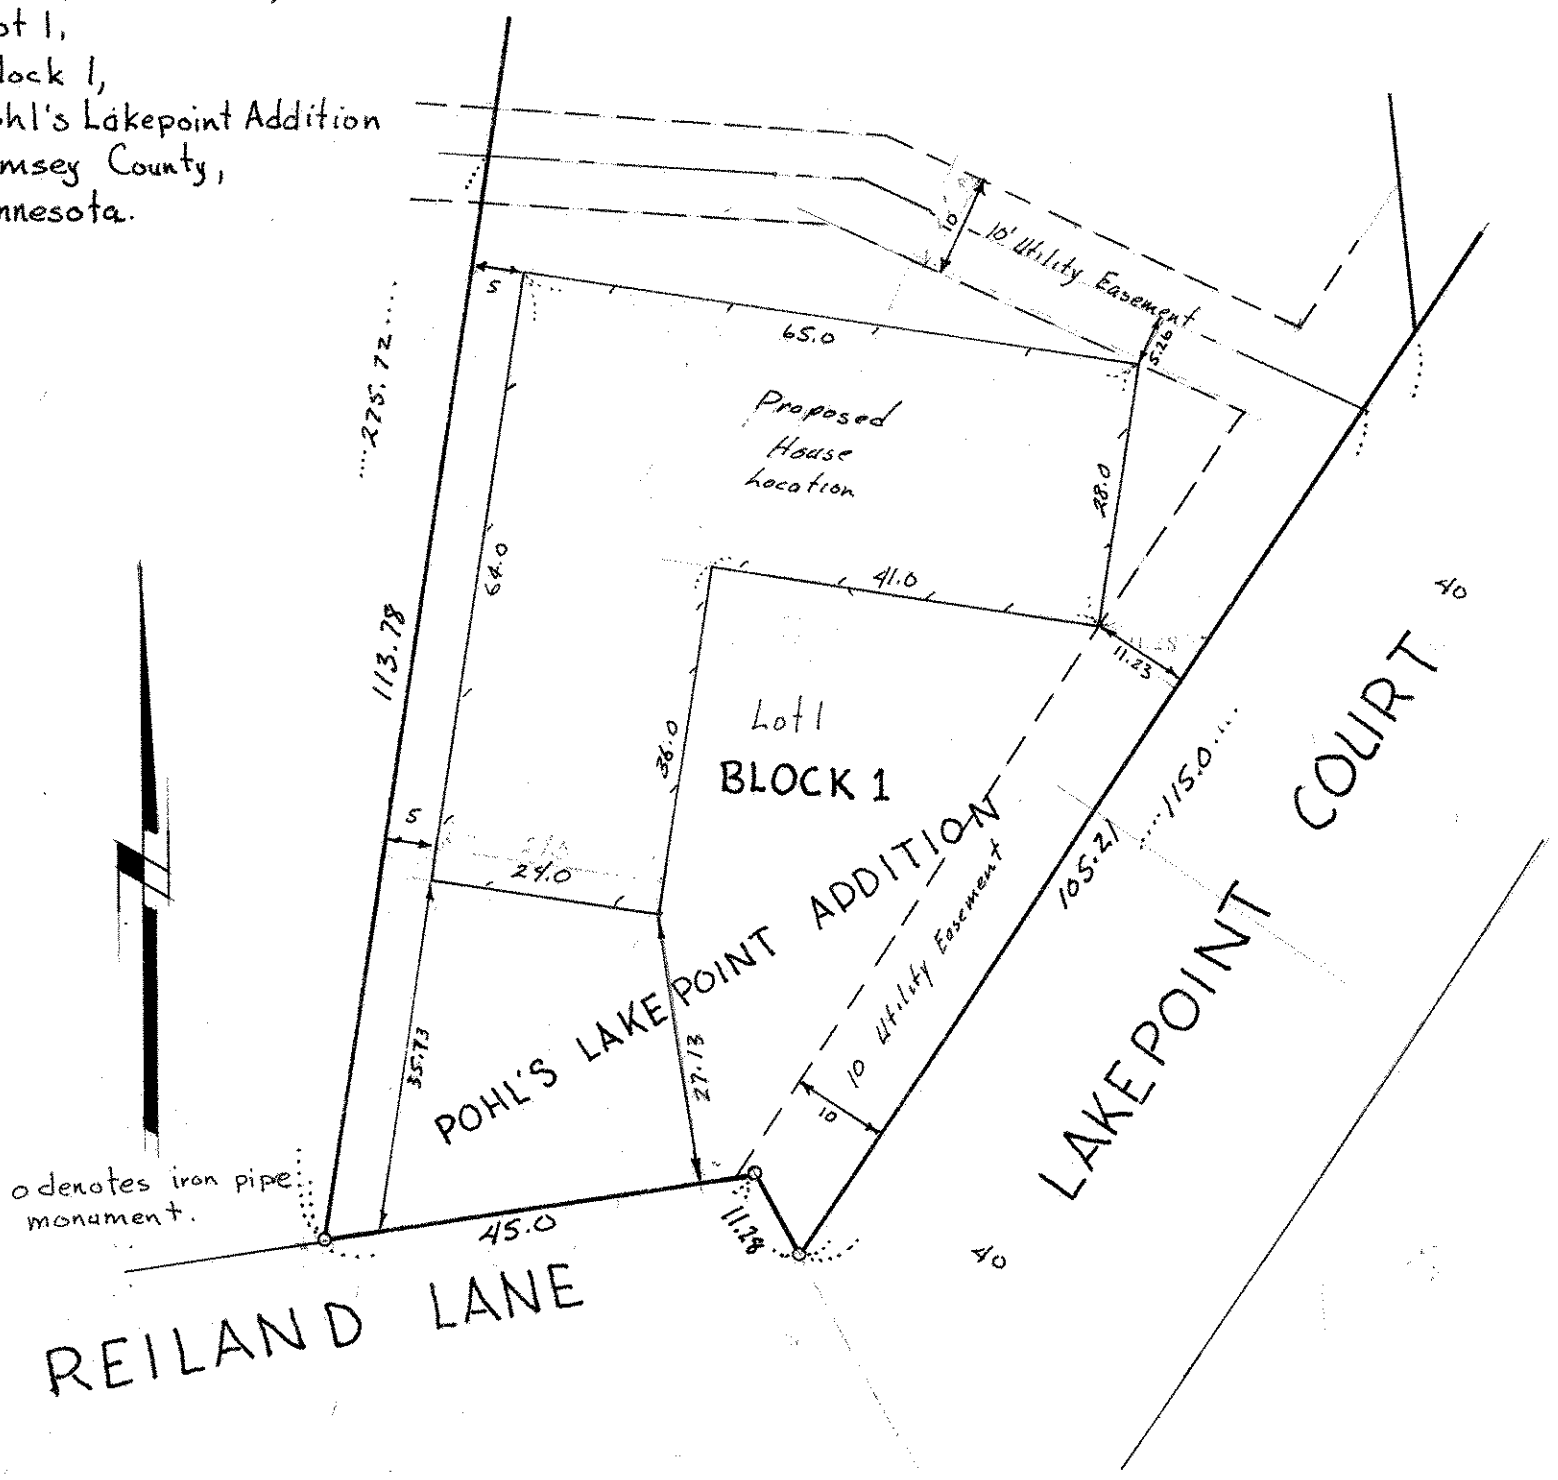 ot 1,
lock 1,
ohl's Lakepoint Addition
msey County,
nnesota.
10
10' Utility Easement
5
65.0
5.26
275.72
Proposed
House
Location
28.0
64.0
41.0
40
113.78
11.23
Lot 1
36.0
BLOCK 1
115.0
COURT
5
24.0
105.21
POHL'S LAKEPOINT ADDITION
10 Utility Easement
LAKEPOINT
35.73
27.13
10
o denotes iron pipe
monument.
45.0
11.28
40
REILAND LANE